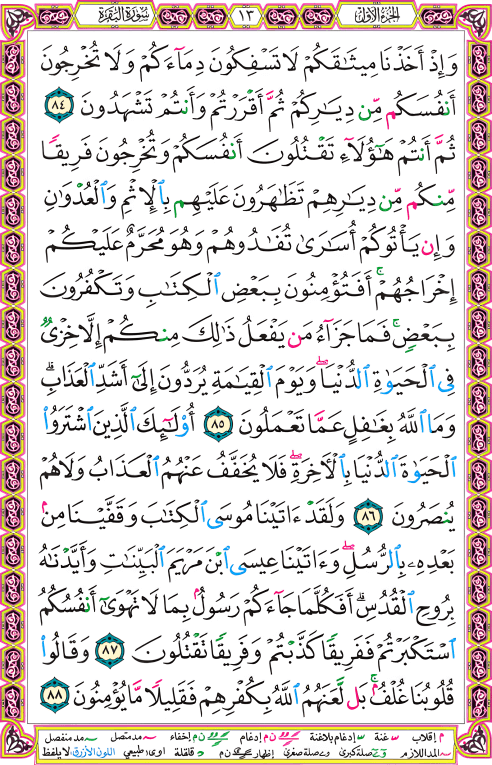 الجزء الأول ١٣ سورة البقرة
وَإِذْ أَخَذْنَا مِيثَٰقَكُمْ لَا تَسْفِكُونَ دِمَآءَكُمْ وَلَا تُخْرِجُونَ
أَنفُسَكُم مِّن دِيَٰرِكُمْ ثُمَّ أَقْرَرْتُمْ وَأَنتُمْ تَشْهَدُونَ ٨٤
ثُمَّ أَنتُمْ هَٰٓؤُلَآءِ تَقْتُلُونَ أَنفُسَكُمْ وَتُخْرِجُونَ فَرِيقًا
مِّنكُم مِّن دِيَٰرِهِمْ تَظَٰهَرُونَ عَلَيْهِم بِٱلْإِثْمِ وَٱلْعُدْوَٰنِ
وَإِن يَأْتُوكُمْ أُسَٰرَىٰ تُفَٰدُوهُمْ وَهُوَ مُحَرَّمٌ عَلَيْكُمْ
إِخْرَاجُهُمْ ۚ أَفَتُؤْمِنُونَ بِبَعْضِ ٱلْكِتَٰبِ وَتَكْفُرُونَ
بِبَعْضٍ ۚ فَمَا جَزَآءُ مَن يَفْعَلُ ذَٰلِكَ مِنكُمْ إِلَّا خِزْىٌ
فِى ٱلْحَيَوٰةِ ٱلدُّنْيَا ۖ وَيَوْمَ ٱلْقِيَٰمَةِ يُرَدُّونَ إِلَىٰٓ أَشَدِّ ٱلْعَذَابِ ۗ
وَمَا ٱللَّهُ بِغَٰفِلٍ عَمَّا تَعْمَلُونَ ٨٥ أُو۟لَٰٓئِكَ ٱلَّذِينَ ٱشْتَرَوُا۟
ٱلْحَيَوٰةَ ٱلدُّنْيَا بِٱلْءَاخِرَةِ ۖ فَلَا يُخَفَّفُ عَنْهُمُ ٱلْعَذَابُ وَلَا هُمْ
يُنصَرُونَ ٨٦ وَلَقَدْ ءَاتَيْنَا مُوسَى ٱلْكِتَٰبَ وَقَفَّيْنَا مِنۢ
بَعْدِهِۦ بِٱلرُّسُلِ ۖ وَءَاتَيْنَا عِيسَى ٱبْنَ مَرْيَمَ ٱلْبَيِّنَٰتِ وَأَيَّدْنَٰهُ
بِرُوحِ ٱلْقُدُسِ ۗ أَفَكُلَّمَا جَآءَكُمْ رَسُولٌۢ بِمَا لَا تَهْوَىٰٓ أَنفُسُكُمُ
ٱسْتَكْبَرْتُمْ فَفَرِيقًا كَذَّبْتُمْ وَفَرِيقًا تَقْتُلُونَ ٨٧ وَقَالُوا۟
قُلُوبُنَا غُلْفٌۢ ۚ بَل لَّعَنَهُمُ ٱللَّهُ بِكُفْرِهِمْ فَقَلِيلًا مَّا يُؤْمِنُونَ ٨٨
م إقلاب غنة إدغام بلاغنة ن م إدغام ن م إخفاء مد متصل مد منفصل
المد اللازم صلة كبرى صلة صغرى إظهار ن م قلقلة اوى: طبيعي اللون الأزرق: لا يلفظ